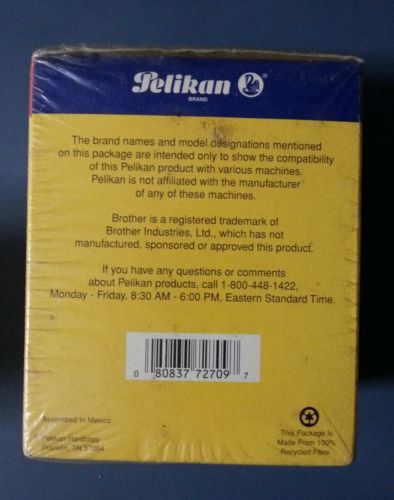 Pelikan
BRAND
The brand names and model designations mentioned
on this package are intended only to show the compatibility
of this Pelikan product with various machines.
Pelikan is not affiliated with the manufacturer
of any of these machines.
Brother is a registered trademark of
Brother Industries, Ltd., which has not
manufactured, sponsored or approved this product.
If you have any questions or comments
about Pelikan products, call 1-800-448-1422,
Monday - Friday, 8:30 AM - 6:00 PM, Eastern Standard Time.
0 80837 72709 7
Assembled In Mexico
Pelikan Hardcopy
Franklin, TN 37064
This Package Is
Made From 100%
Recycled Fibre.